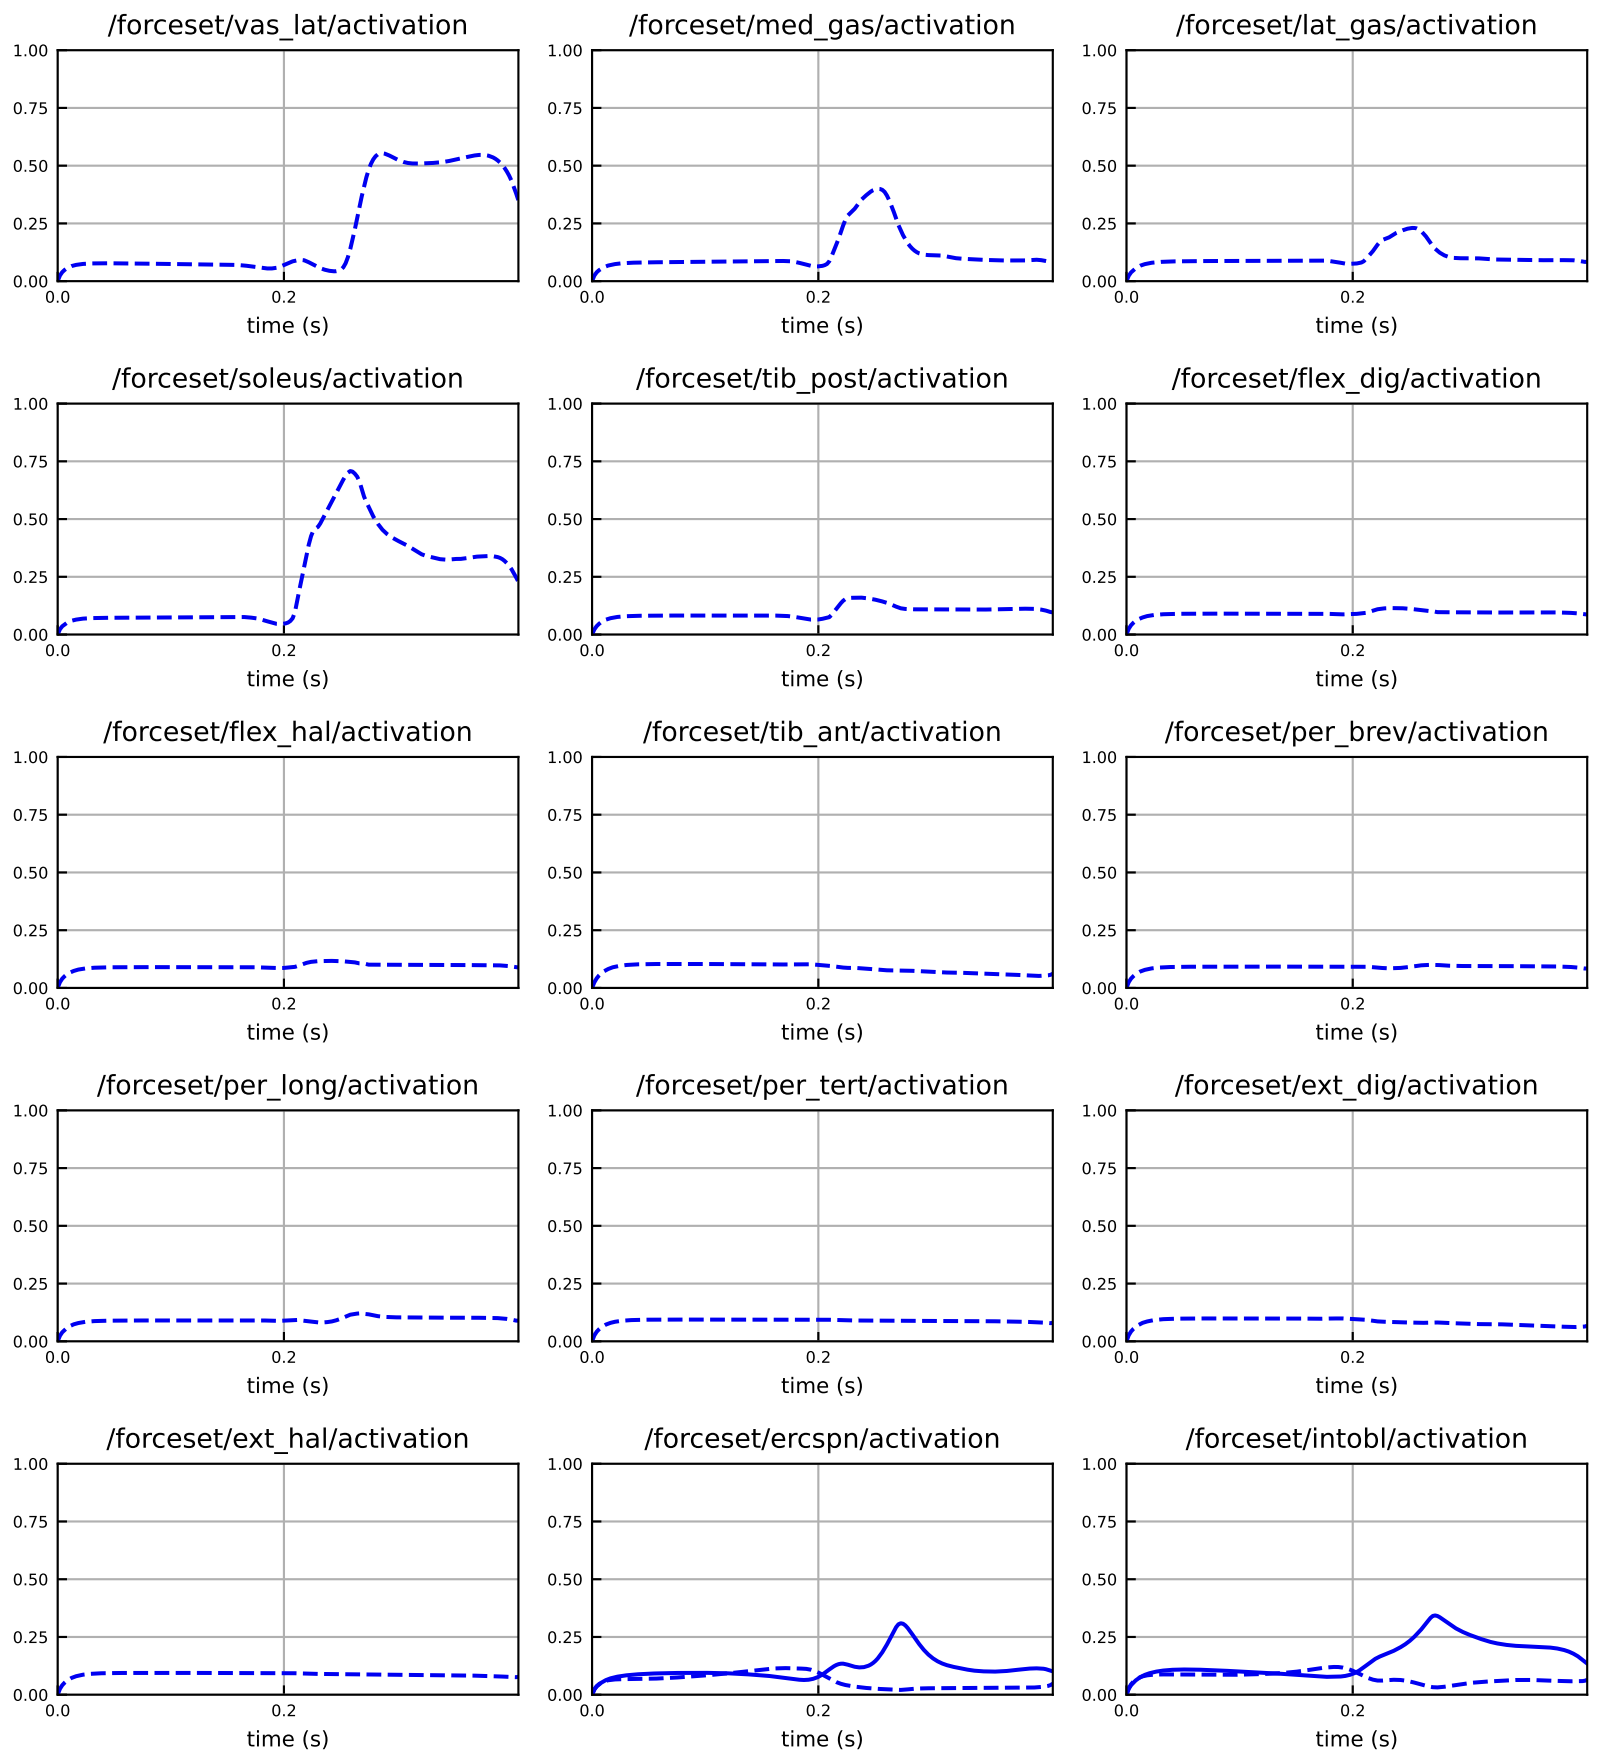 /forceset/vas_lat/activation /forceset/med_gas/activation /forceset/lat_gas/activation
1.00 1.00 1.00
0.75 0.75 0.75
0.50 0.50 0.50
0.25 0.25 0.25
0.00 0.00 0.00
0.0 0.2 0.0 0.2 0.0 0.2
time (s) time (s) time (s)
/forceset/soleus/activation /forceset/tib_post/activation /forceset/flex_dig/activation
1.00 1.00 1.00
0.75 0.75 0.75
0.50 0.50 0.50
0.25 0.25 0.25
0.00 0.00 0.00
0.0 0.2 0.0 0.2 0.0 0.2
time (s) time (s) time (s)
/forceset/flex_hal/activation /forceset/tib_ant/activation /forceset/per_brev/activation
1.00 1.00 1.00
0.75 0.75 0.75
0.50 0.50 0.50
0.25 0.25 0.25
0.00 0.00 0.00
0.0 0.2 0.0 0.2 0.0 0.2
time (s) time (s) time (s)
/forceset/per_long/activation /forceset/per_tert/activation /forceset/ext_dig/activation
1.00 1.00 1.00
0.75 0.75 0.75
0.50 0.50 0.50
0.25 0.25 0.25
0.00 0.00 0.00
0.0 0.2 0.0 0.2 0.0 0.2
time (s) time (s) time (s)
/forceset/ext_hal/activation /forceset/ercspn/activation /forceset/intobl/activation
1.00 1.00 1.00
0.75 0.75 0.75
0.50 0.50 0.50
0.25 0.25 0.25
0.00 0.00 0.00
0.0 0.2 0.0 0.2 0.0 0.2
time (s) time (s) time (s)